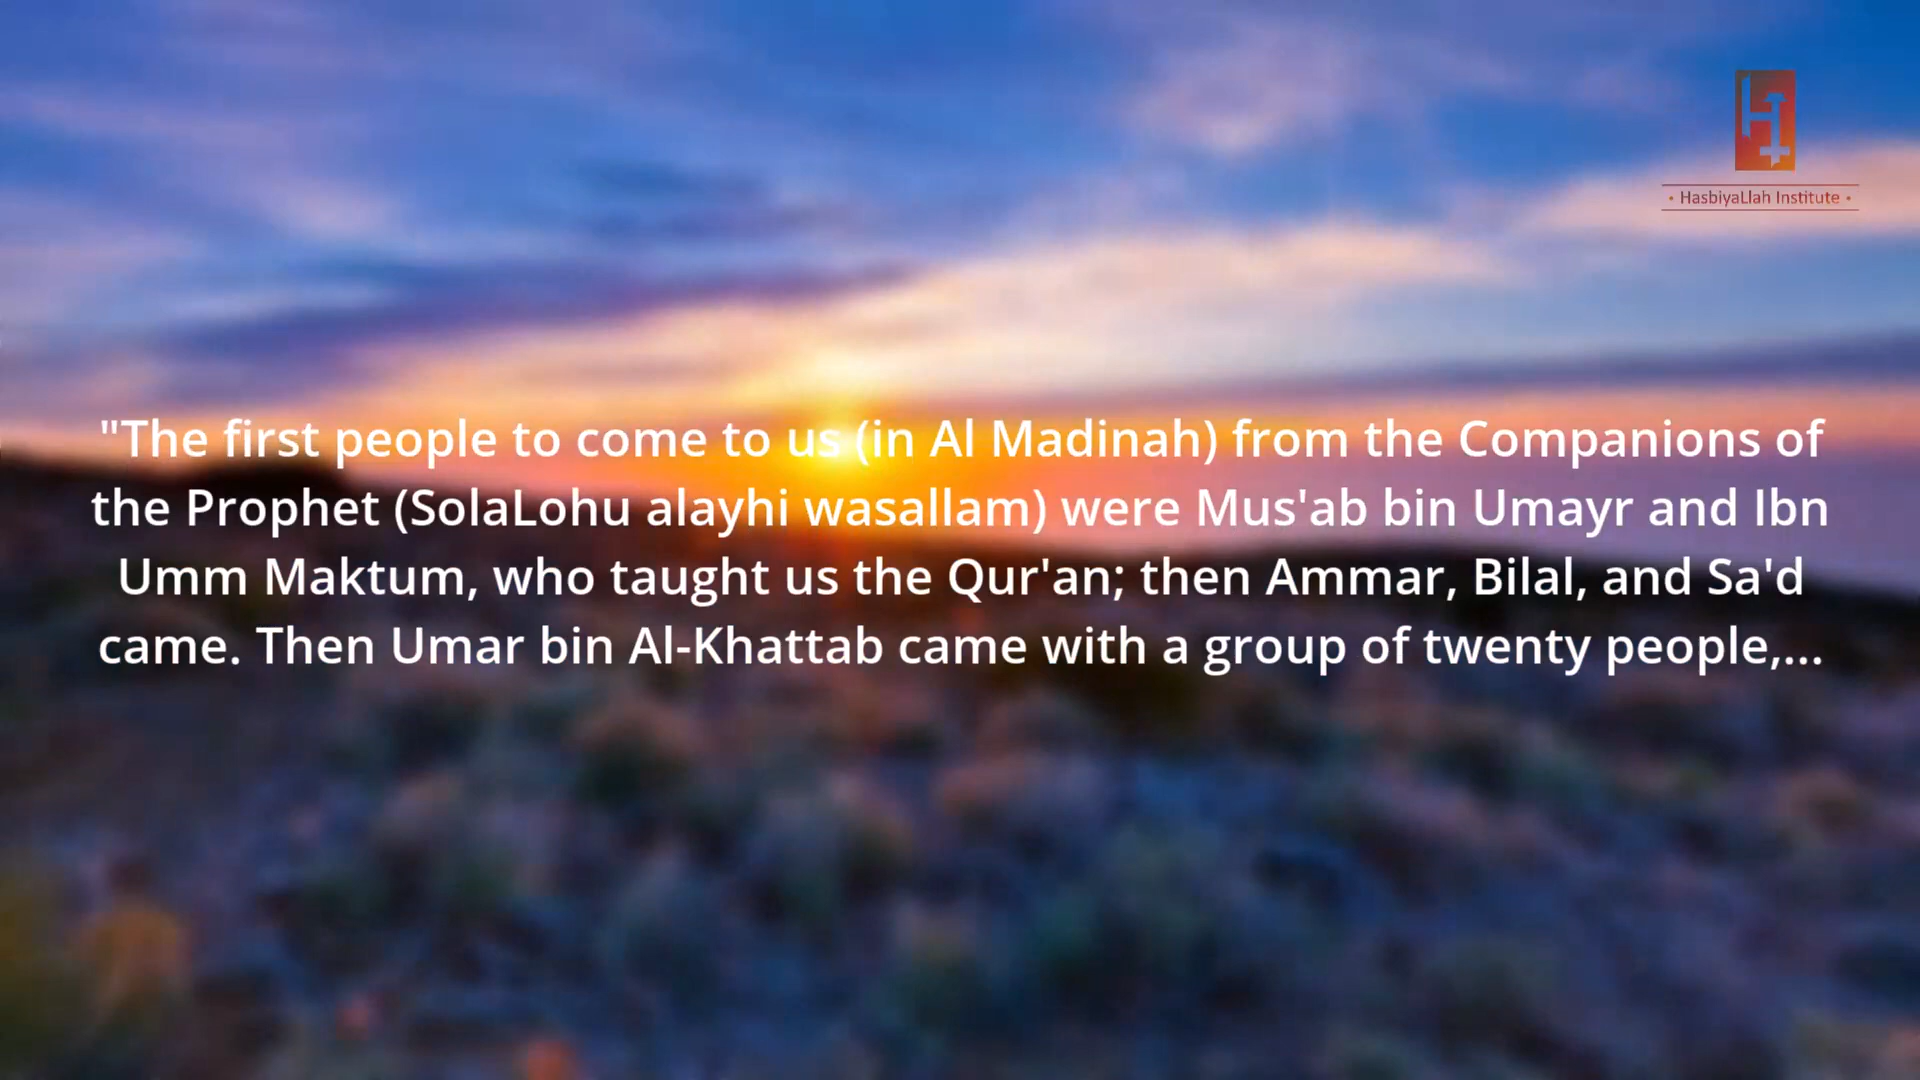 • HasbiyaLlah Institute •
"The first people to come to us (in Al Madinah) from the Companions of
the Prophet (SolaLohu alayhi wasallam) were Mus'ab bin Umayr and Ibn
Umm Maktum, who taught us the Qur'an; then Ammar, Bilal, and Sa'd
came. Then Umar bin Al-Khattab came with a group of twenty people,...